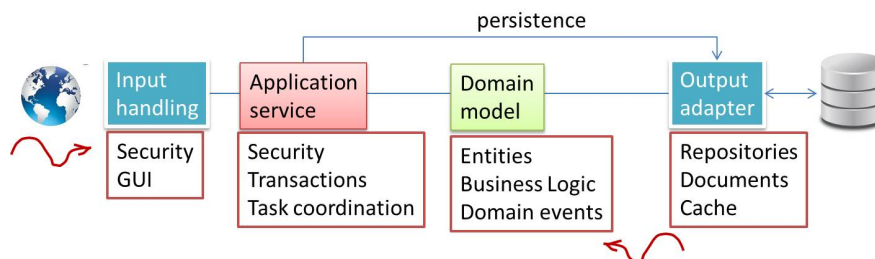 persistence
Input
handling
Application
service
Domain
model
Output
adapter
Security
GUI
Security
Transactions
Task coordination
Entities
Business Logic
Domain events
Repositories
Documents
Cache